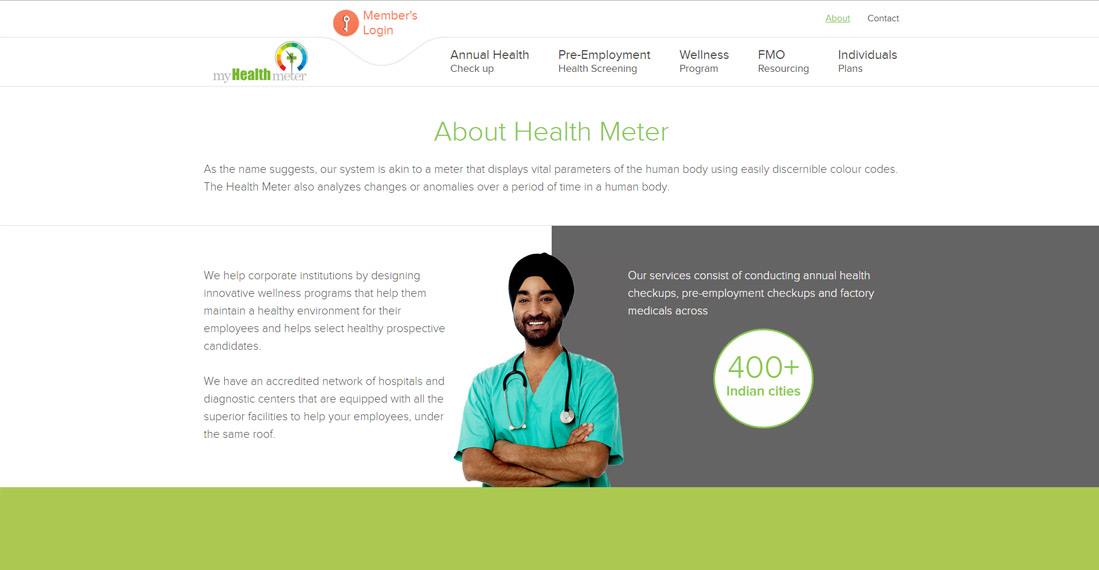 Member's
Login
About Contact
myHealth meter
Annual Health
Check up
Pre-Employment
Health Screening
Wellness
Program
FMO
Resourcing
Individuals
Plans
About Health Meter
As the name suggests, our system is akin to a meter that displays vital parameters of the human body using easily discernible colour codes.
The Health Meter also analyzes changes or anomalies over a period of time in a human body.
We help corporate institutions by designing
innovative wellness programs that help them
maintain a healthy environment for their
employees and helps select healthy prospective
candidates.
We have an accredited network of hospitals and
diagnostic centers that are equipped with all the
superior facilities to help your employees, under
the same roof.
Our services consist of conducting annual health
checkups, pre-employment checkups and factory
medicals across
400+
Indian cities